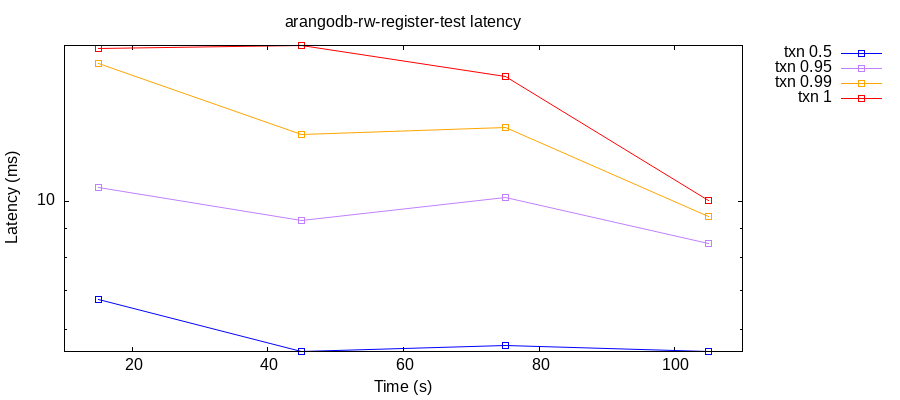 arangodb-rw-register-test latency
txn 0.5
txn 0.95
txn 0.99
txn 1
Latency (ms)
10
20 40 60 80 100
Time (s)